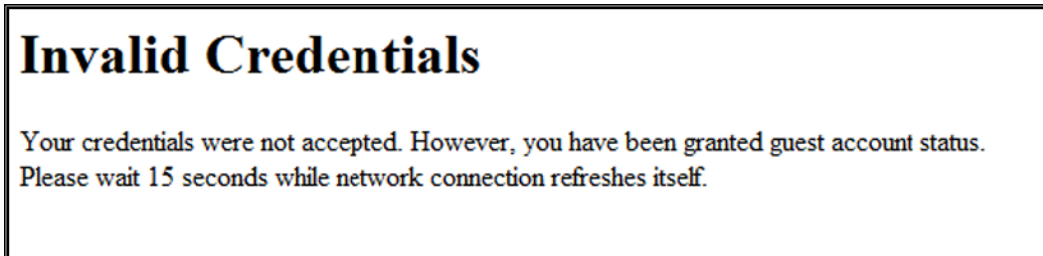 Invalid Credentials
Your credentials were not accepted. However, you have been granted guest account status.
Please wait 15 seconds while network connection refreshes itself.